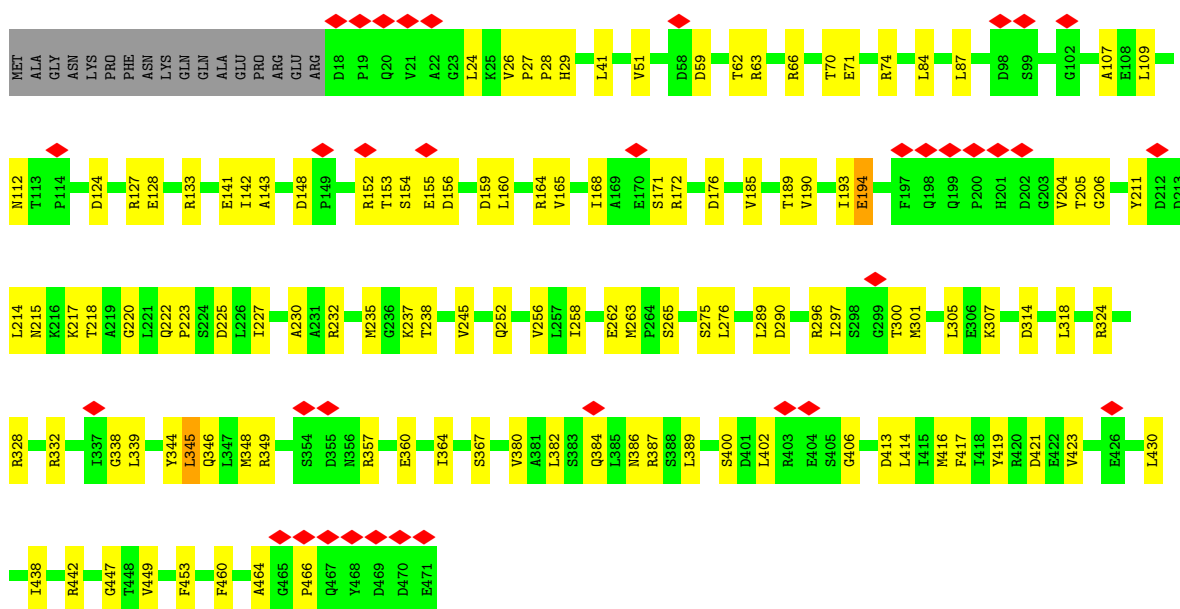 MET ALA GLY ASN LYS PRO PHE ASN LYS GLN GLN ALA GLU PRO ARG GLU ARG D18 P19 Q20 V21 A22 G23 L24 K25 V26 P27 P28 H29 L41 V51 D58 D59 T62 R63 R66 T70 E71 R74 L84 L87 D98 S99 G102 A107 E108 L109
N112 T113 P114 D124 R127 E128 R133 E141 I142 A143 D148 P149 R152 T153 S154 E155 D156 D159 L160 R164 V165 I168 A169 E170 S171 R172 D176 V185 T189 V190 I193 E194 F197 Q198 Q199 P200 H201 D202 G203 V204 T205 G206 Y211 D212 D213
L214 N215 K216 K217 T218 A219 G220 L221 Q222 P223 S224 D225 L226 I227 A230 A231 R232 M235 G236 K237 T238 V245 Q252 V256 L257 I258 E262 M263 P264 S265 S275 L276 L289 D290 R296 I297 S298 G299 T300 M301 L305 E306 K307 D314 L318 R324
R328 R332 I337 G338 L339 Y344 L345 Q346 L347 M348 R349 S354 D355 N356 R357 E360 I364 S367 V380 A381 L382 S383 Q384 L385 N386 R387 S388 L389 S400 D401 L402 R403 E404 S405 G406 D413 L414 I415 M416 F417 I418 Y419 R420 D421 E422 V423 E426 L430
I438 R442 G447 T448 V449 F453 F460 A464 G465 P466 Q467 Y468 D469 D470 E471